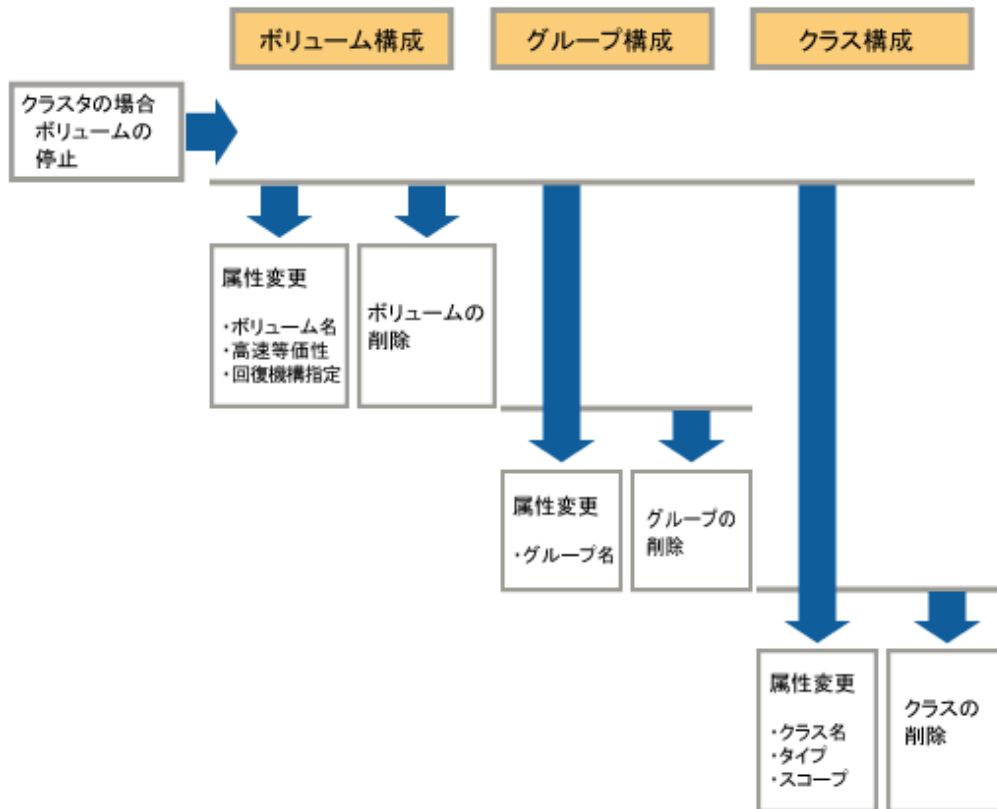 ボリューム構成
グループ構成
クラス構成
クラスタの場合
ボリュームの
停止
属性変更
・ボリューム名
・高速等価性
・回復機構指定
ボリュームの
削除
属性変更
・グループ名
グループの
削除
属性変更
・クラス名
・タイプ
・スコープ
クラスの
削除